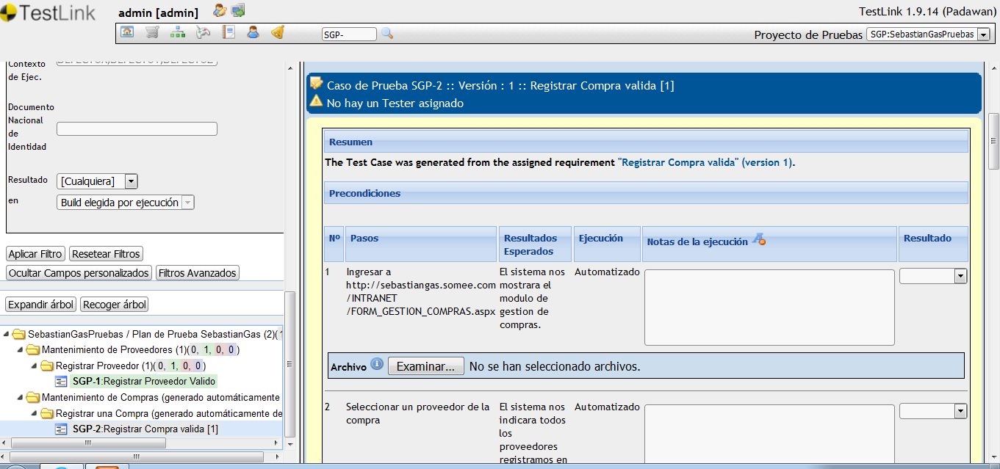 TestLink
admin [admin]
TestLink 1.9.14 (Padawan)
SGP-
Proyecto de Pruebas
SGP:SebastianGasPruebas
Contexto
de Ejec.
Documento
Nacional
de
Identidad
Resultado
[Cualquiera]
en
Build elegida por ejecución
Aplicar Filtro
Resetear Filtros
Ocultar Campos personalizados
Filtros Avanzados
Expandir árbol
Recoger árbol
SebastianGasPruebas / Plan de Prueba SebastianGas (2)(
Mantenimiento de Proveedores (1)(0, 1, 0, 0 )
Registrar Proveedor (1)( 0, 1, 0, 0 )
SGP-1:Registrar Proveedor Valido
Mantenimiento de Compras (generado automáticamente
Registrar una Compra (generado automáticamente de
SGP-2:Registrar Compra valida [1]
Caso de Prueba SGP-2 :: Versión : 1 :: Registrar Compra valida [1]
No hay un Tester asignado
Resumen
The Test Case was generated from the assigned requirement "Registrar Compra valida" (version 1).
Precondiciones
Nº
Pasos
Resultados
Esperados
Ejecución
Notas de la ejecución
Resultado
1
Ingresar a
http://sebastiangas.somee.com
/INTRANET
/FORM_GESTION_COMPRAS.aspx
El sistema nos
mostrara el
modulo de
gestion de
compras.
Automatizado
Archivo
Examinar...
No se han seleccionado archivos.
2
Seleccionar un proveedor de la
compra
El sistema nos
indicara todos
los
proveedores
registramos en
Automatizado